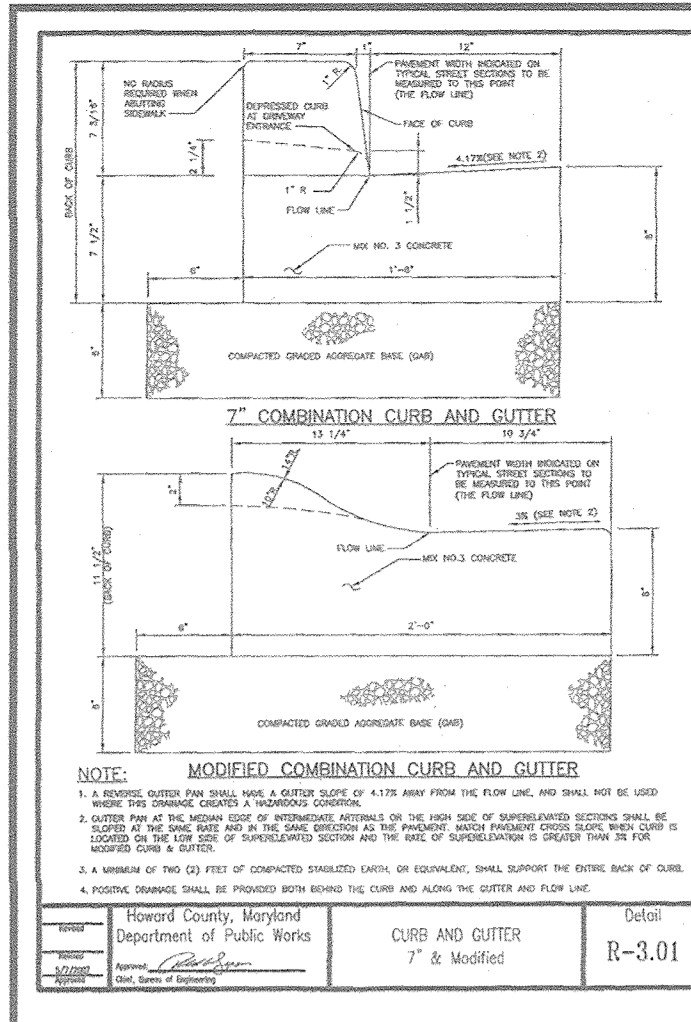 7"
1"
12"
NO RADIUS
REQUIRED WHEN
ABUTTING
SIDEWALK
1" R
PAVEMENT WIDTH INDICATED ON
TYPICAL STREET SECTIONS TO BE
MEASURED TO THIS POINT
(THE FLOW LINE)
DEPRESSED CURB
AT DRIVEWAY
ENTRANCE
FACE OF CURB
BACK OF CURB
7 3/16"
2 1/4"
4.17%(SEE NOTE 2)
1" R
FLOW LINE
1 1/2"
7 1/2"
8"
MIX NO. 3 CONCRETE
6"
1'-8"
6"
COMPACTED GRADED AGGREGATE BASE (GAB)
7" COMBINATION CURB AND GUTTER
13 1/4"
10 3/4"
14"R
10"R
PAVEMENT WIDTH INDICATED ON
TYPICAL STREET SECTIONS TO
BE MEASURED TO THIS POINT
(THE FLOW LINE)
2"
3% (SEE NOTE 2)
11 1/2"
(BACK OF CURB)
FLOW LINE
MIX NO.3 CONCRETE
8"
6"
2'-0"
6"
COMPACTED GRADED AGGREGATE BASE (GAB)
MODIFIED COMBINATION CURB AND GUTTER
NOTE:
1. A REVERSE GUTTER PAN SHALL HAVE A GUTTER SLOPE OF 4.17% AWAY FROM THE FLOW LINE, AND SHALL NOT BE USED
WHERE THIS DRAINAGE CREATES A HAZARDOUS CONDITION.
2. GUTTER PAN AT THE MEDIAN EDGE OF INTERMEDIATE ARTERIALS OR THE HIGH SIDE OF SUPERELEVATED SECTIONS SHALL BE
SLOPED AT THE SAME RATE AND IN THE SAME DIRECTION AS THE PAVEMENT. MATCH PAVEMENT CROSS SLOPE WHEN CURB IS
LOCATED ON THE LOW SIDE OF SUPERELEVATED SECTION AND THE RATE OF SUPERELEVATION IS GREATER THAN 3% FOR
MODIFIED CURB & GUTTER.
3. A MINIMUM OF TWO (2) FEET OF COMPACTED STABILIZED EARTH, OR EQUIVALENT, SHALL SUPPORT THE ENTIRE BACK OF CURB.
4. POSITIVE DRAINAGE SHALL BE PROVIDED BOTH BEHIND THE CURB AND ALONG THE GUTTER AND FLOW LINE.
Revised
Revised
5/7/2007
Approved
Howard County, Maryland
Department of Public Works
Approved:
Chief, Bureau of Engineering
CURB AND GUTTER
7" & Modified
Detail
R-3.01